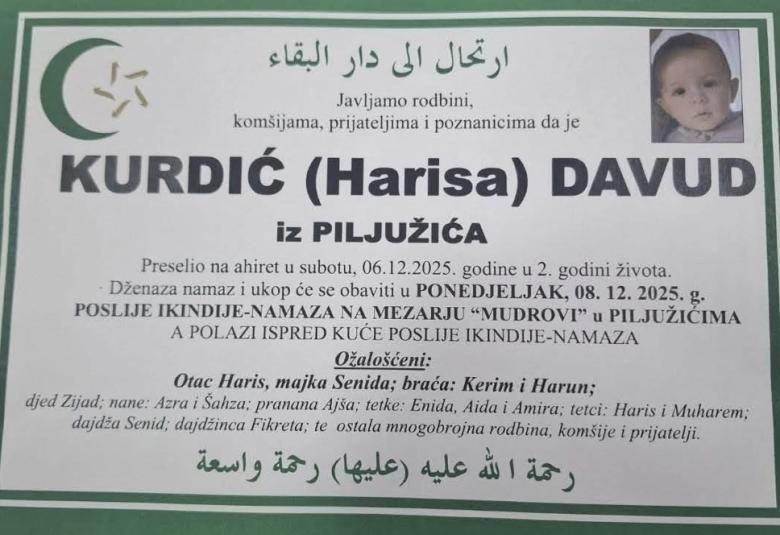 ارتحال الى دار البقاء
Javljamo rodbini,
komšijama, prijateljima i poznanicima da je
KURDIĆ (Harisa) DAVUD
iz PILJUŽIĆA
Preselio na ahiret u subotu, 06.12.2025. godine u 2. godini života.
Dženaza namaz i ukop će se obaviti u PONEDJELJAK, 08. 12. 2025. g.
POSLIJE IKINDIJE-NAMAZA NA MEZARJU “MUDROVI” u PILJUŽIĆIMA
A POLAZI ISPRED KUĆE POSLIJE IKINDIJE-NAMAZA
Ožalošćeni:
Otac Haris, majka Senida; braća: Kerim i Harun;
djed Zijad; nane: Azra i Šahza; pranana Ajša; tetke: Enida, Aida i Amira; tetci: Haris i Muharem;
dajdža Senid; dajdžinca Fikreta; te ostala mnogobrojna rodbina, komšije i prijatelji.
رحمة الله عليه (عليها) رحمة واسعة